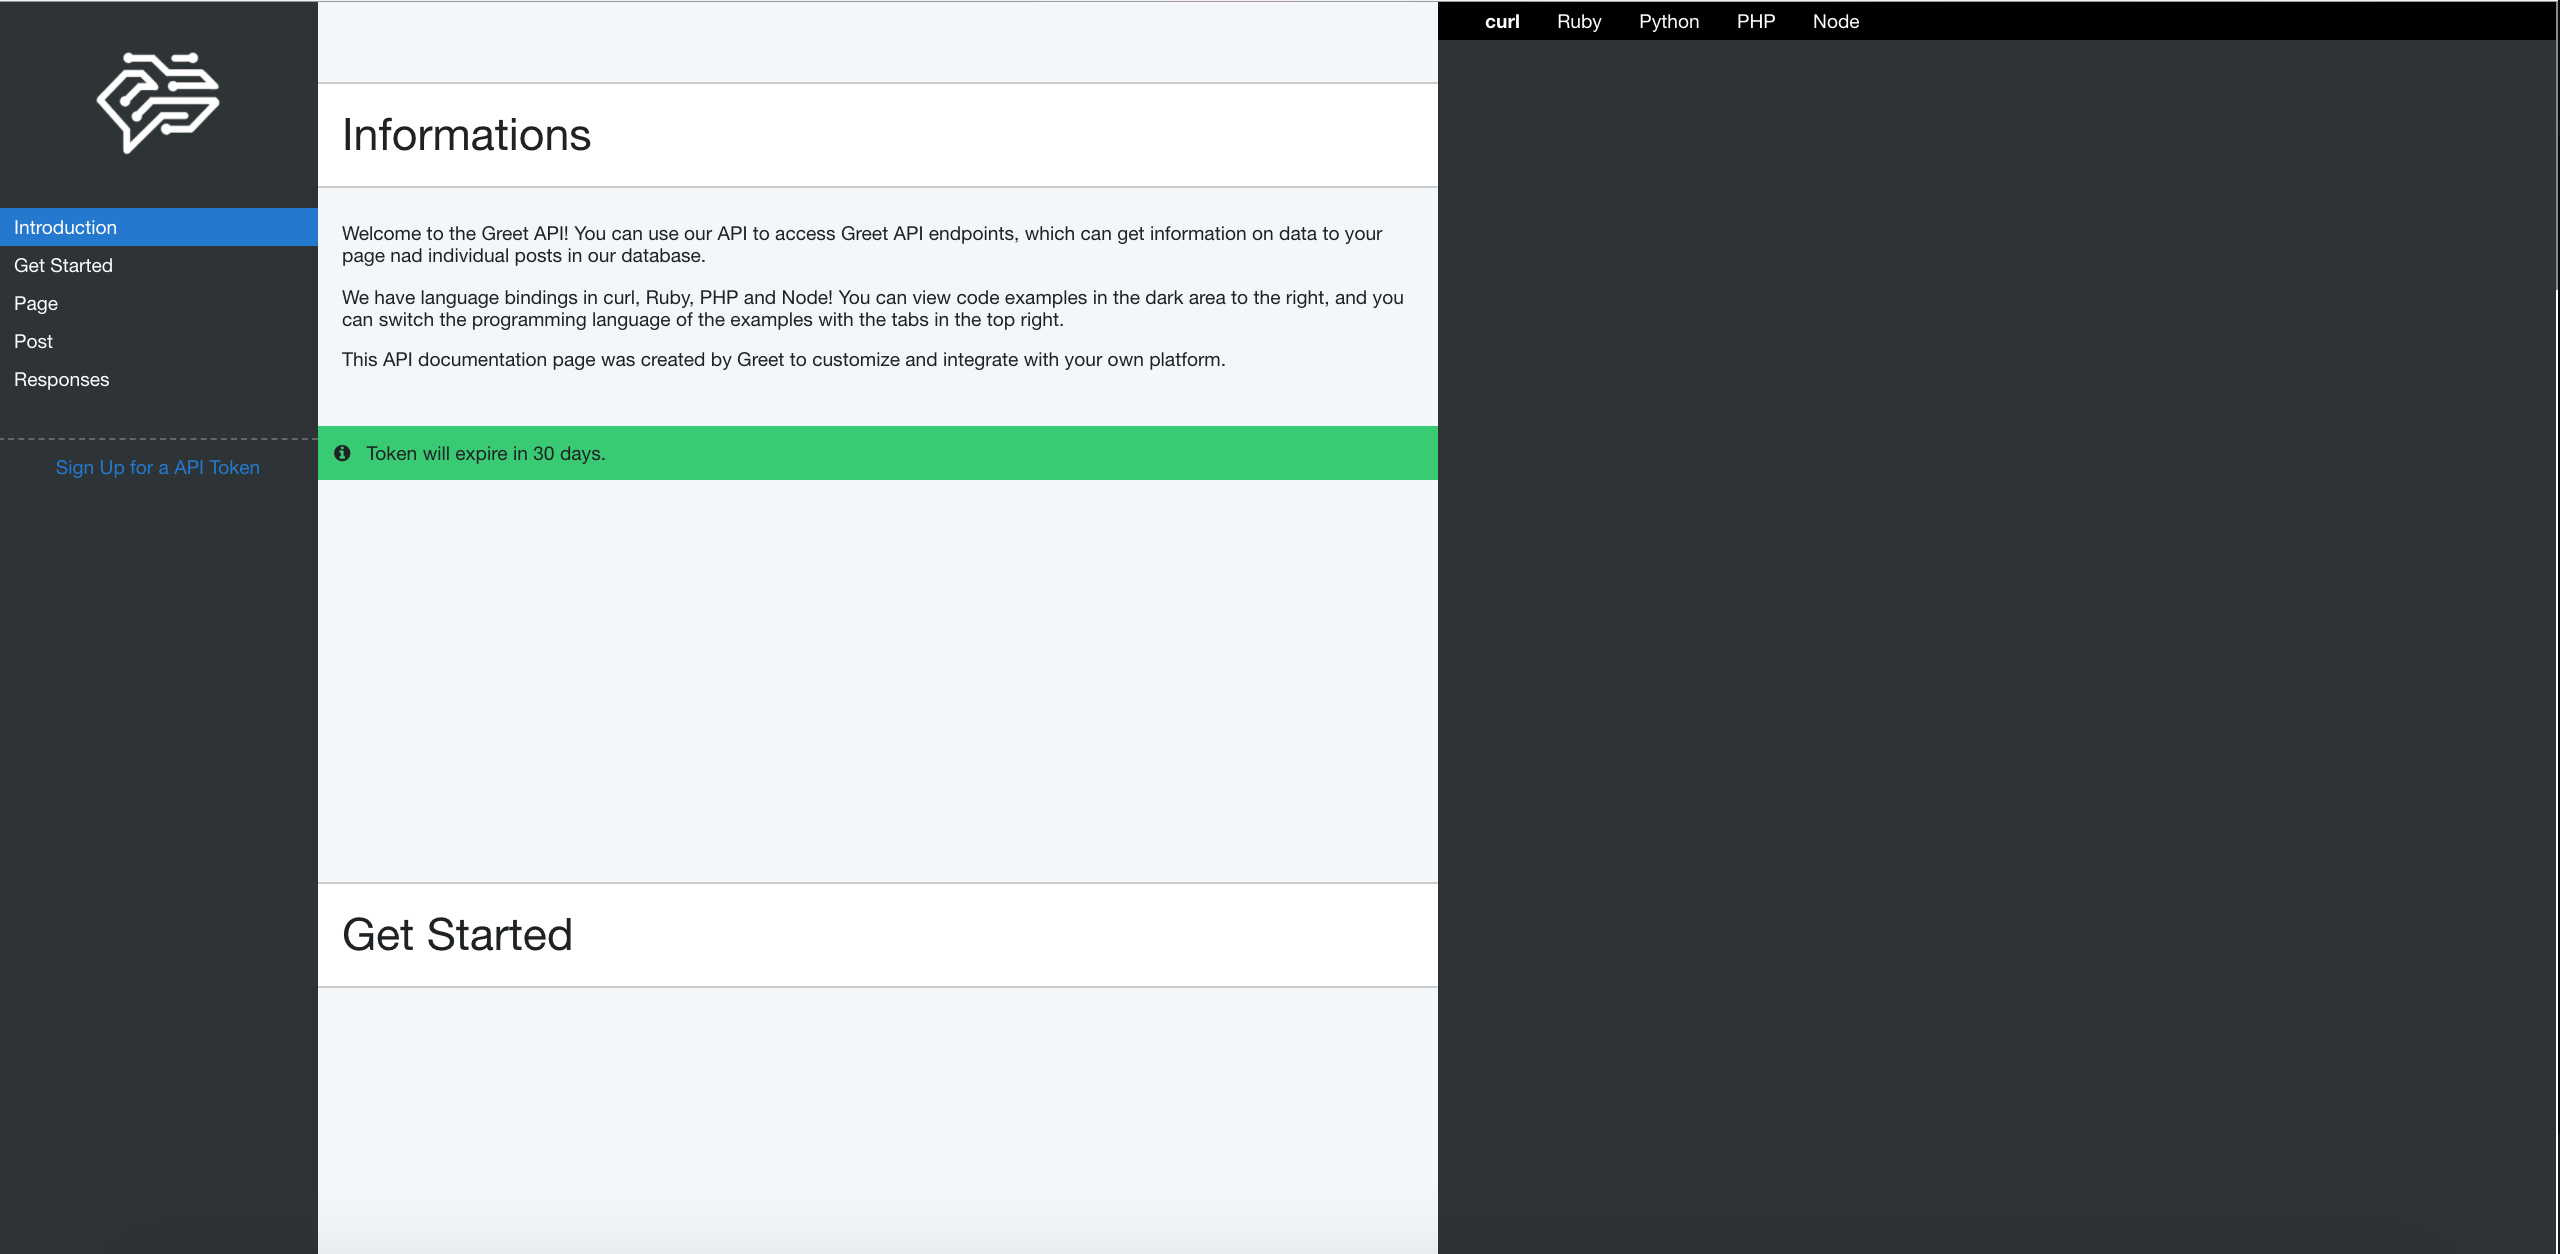 Introduction
Get Started
Page
Post
Responses
Sign Up for a API Token
Informations
Welcome to the Greet API! You can use our API to access Greet API endpoints, which can get information on data to your
page nad individual posts in our database.
We have language bindings in curl, Ruby, PHP and Node! You can view code examples in the dark area to the right, and you
can switch the programming language of the examples with the tabs in the top right.
This API documentation page was created by Greet to customize and integrate with your own platform.
Token will expire in 30 days.
Get Started
curl Ruby Python PHP Node